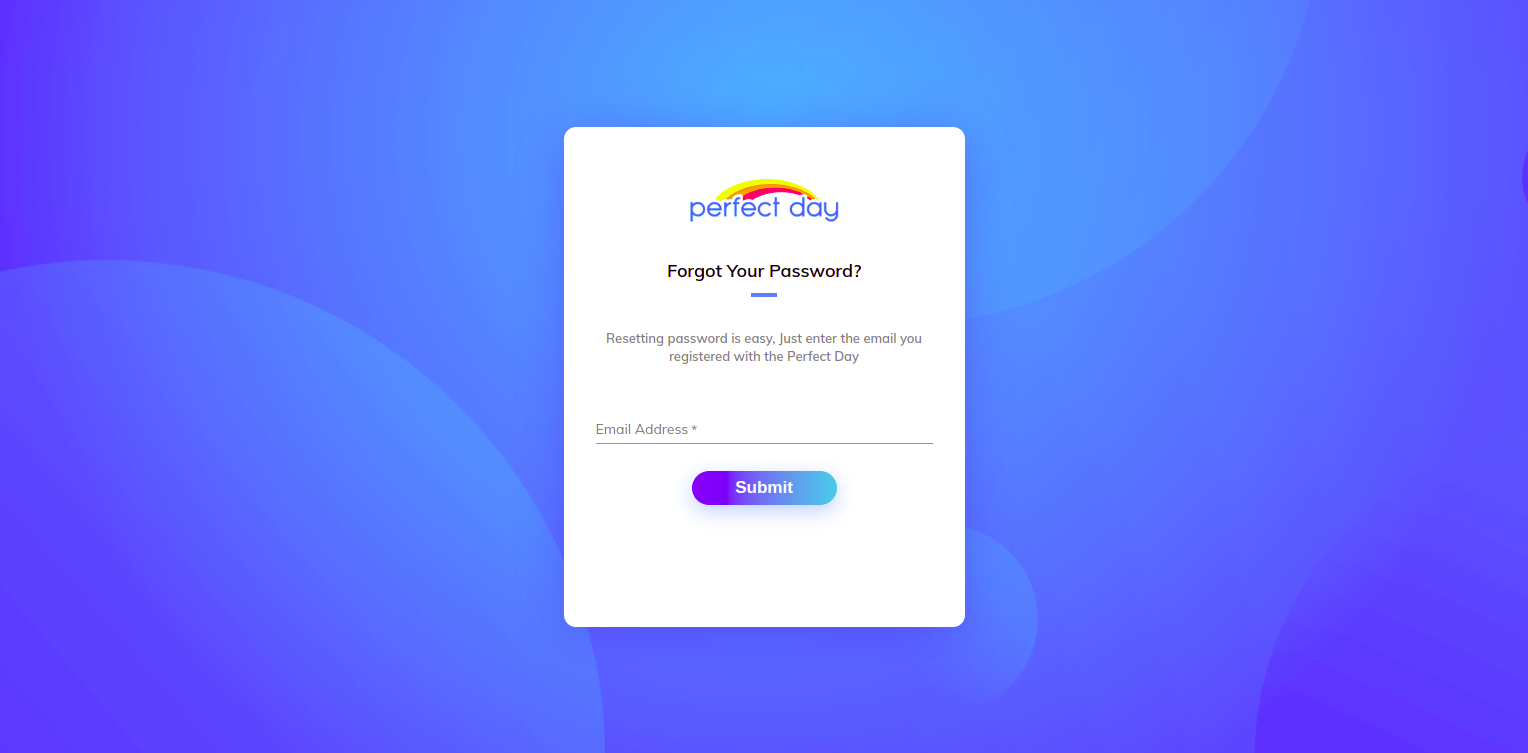 perfect day
Forgot Your Password?
Resetting password is easy, Just enter the email you
registered with the Perfect Day
Email Address *
Submit